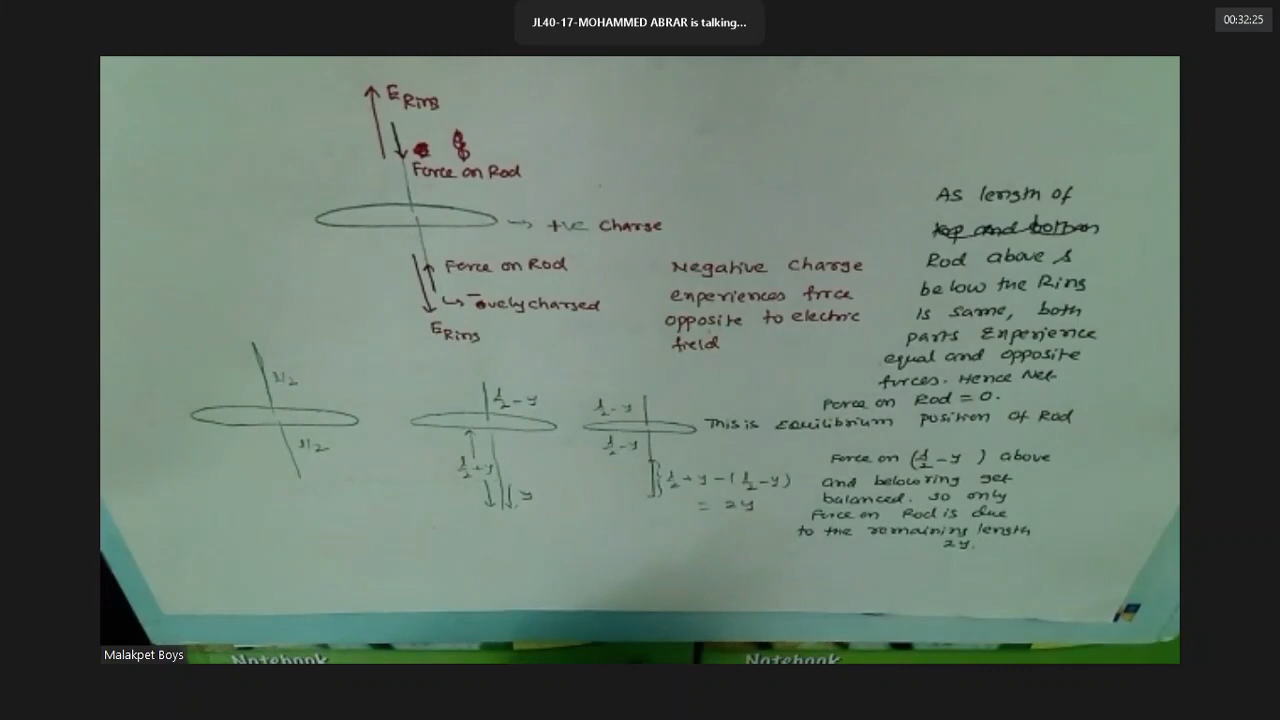 JL40-17-MOHAMMED ABRAR is talking...
00:32:25
E Ring
Force on Rod
+ve Charge
Force on Rod
-vely charged
E Ring
Negative Charge
experiences force
opposite to electric
field
As length of
top and bottom
Rod above &
below the Ring
is same, both
parts Experience
equal and opposite
forces. Hence Net
Force on Rod = 0.
This is Equilibrium position of Rod
l/2
l/2
l/2 - y
l/2 + y
y
l/2 - y
l/2 - y
l/2 + y - (l/2 - y)
= 2y
Force on (l/2 - y) above
and below ring get
balanced. so only
Force on Rod is due
to the remaining length
2y.
Malakpet Boys
Notebook
Notebook